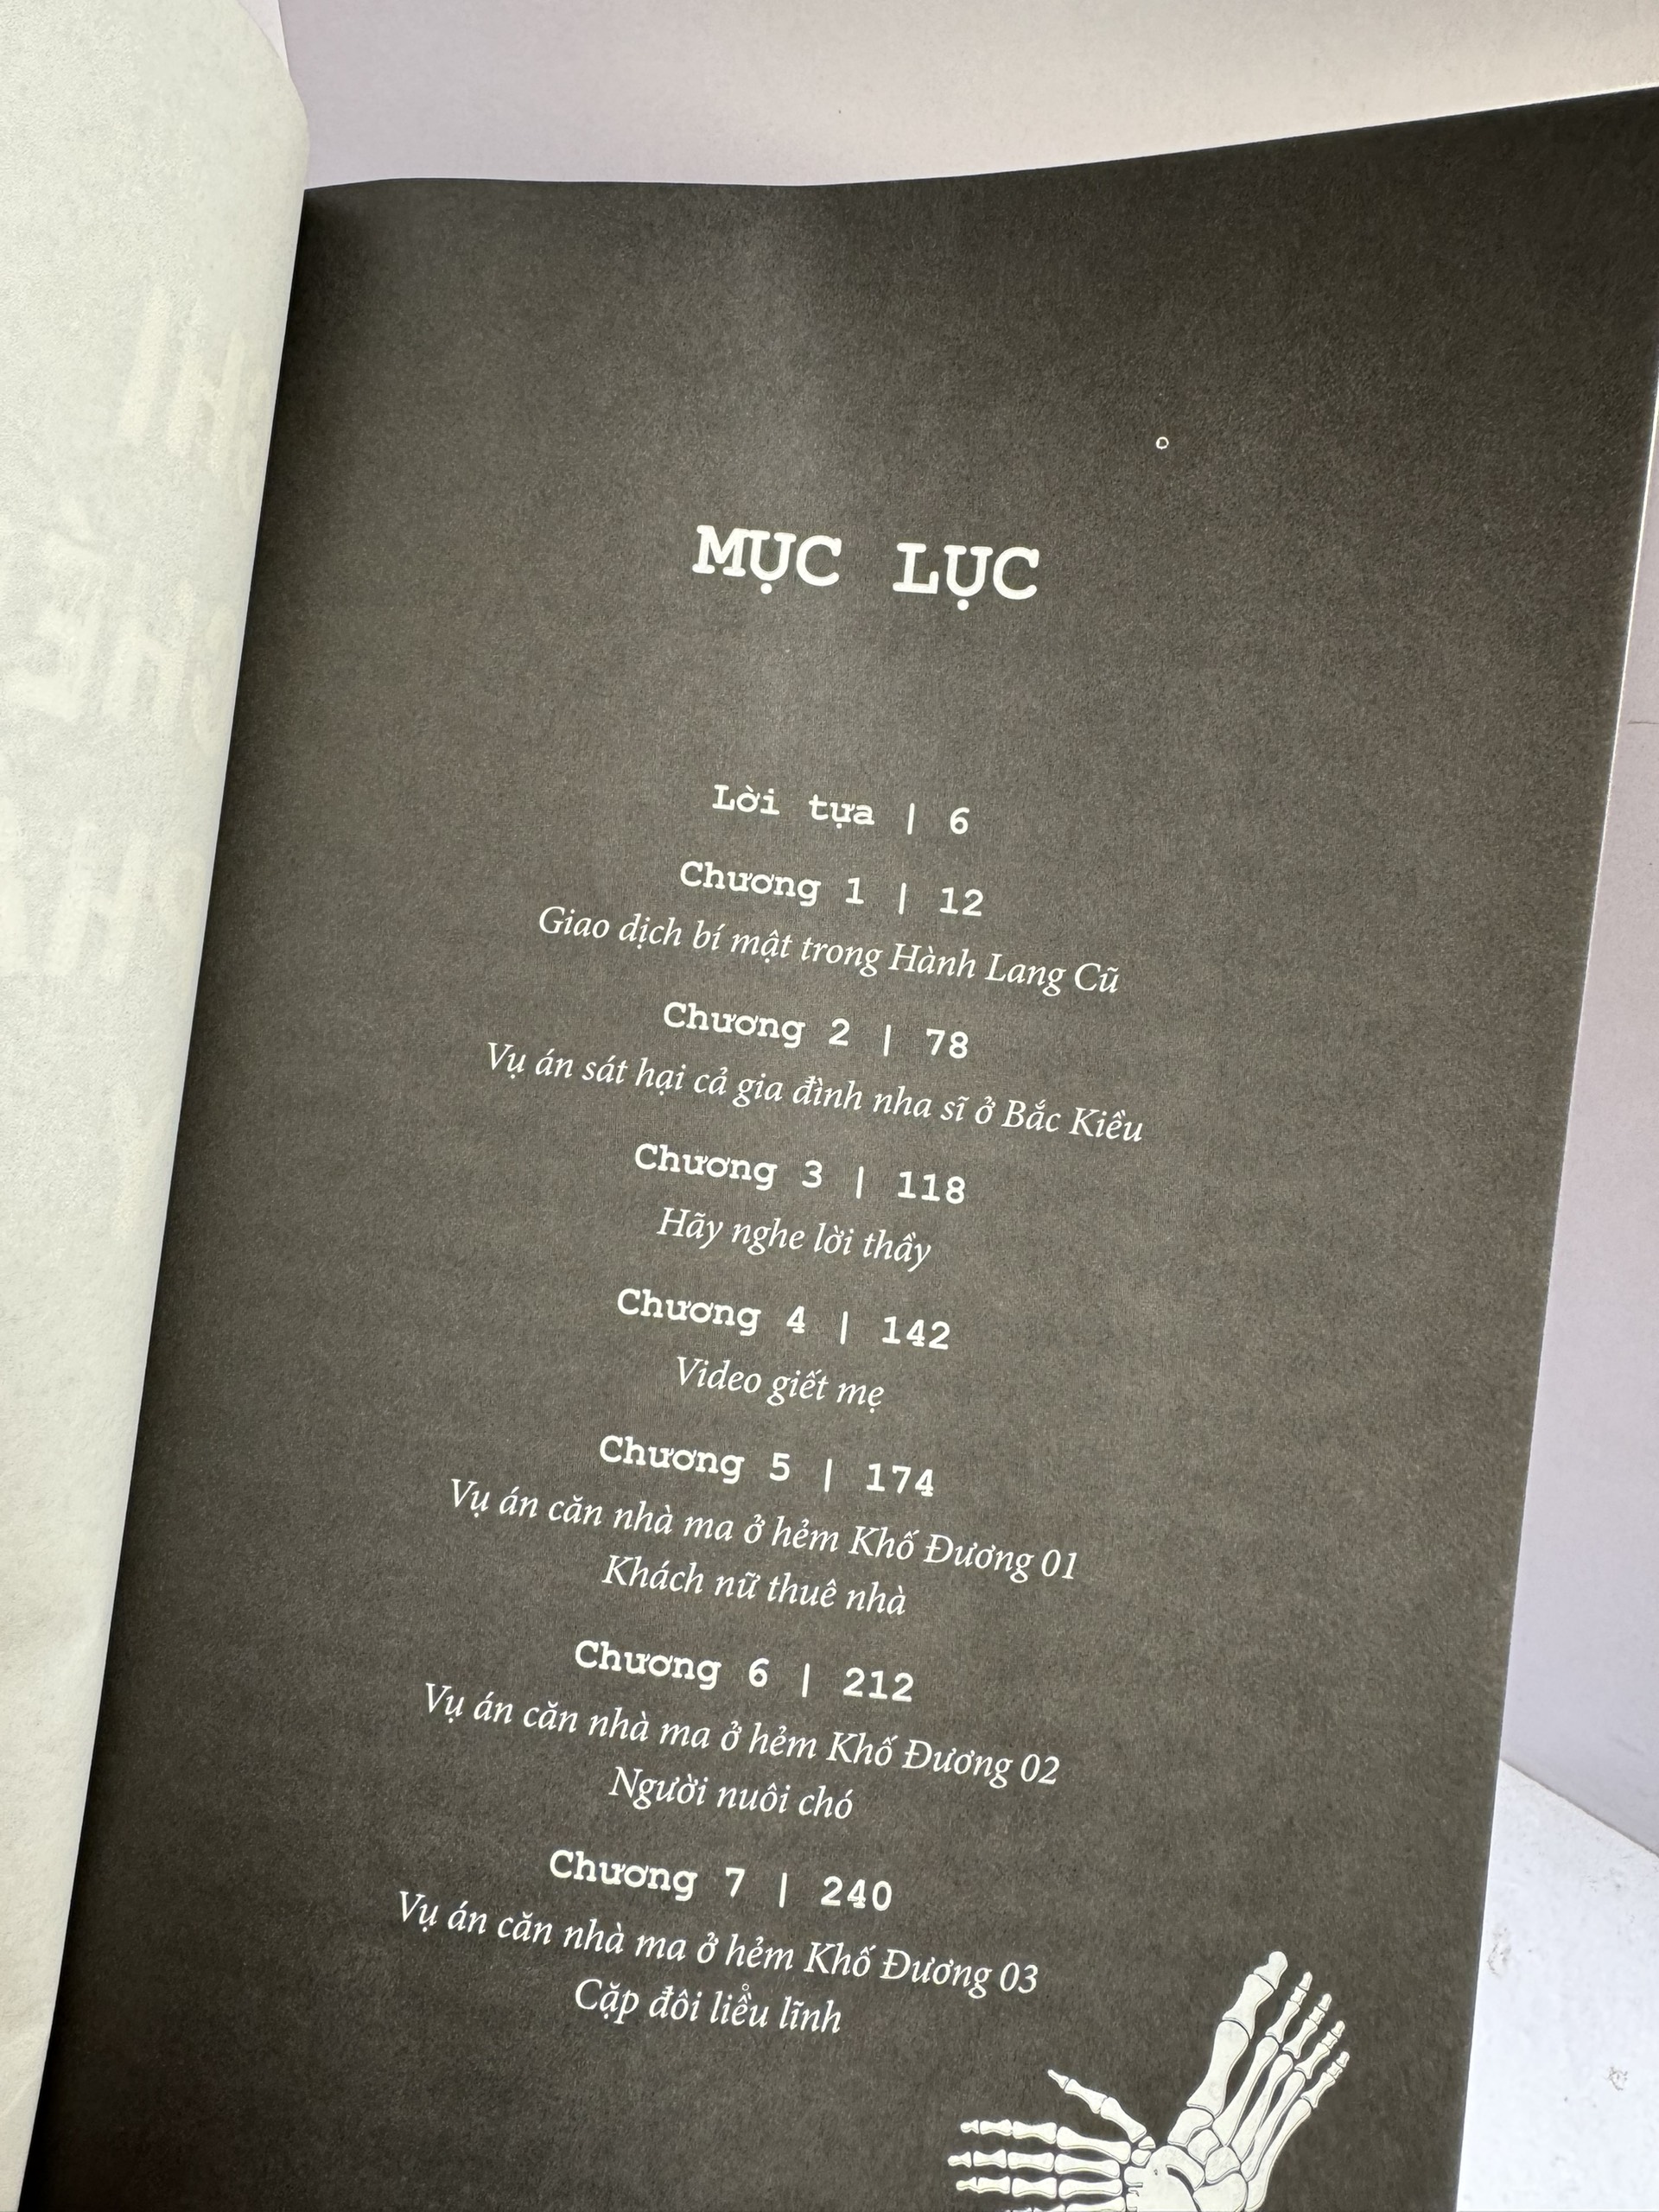 MỤC LỤC
Lời tựa | 6
Chương 1 | 12
Giao dịch bí mật trong Hành Lang Cũ
Chương 2 | 78
Vụ án sát hại cả gia đình nha sĩ ở Bắc Kiều
Chương 3 | 118
Hãy nghe lời thầy
Chương 4 | 142
Video giết mẹ
Chương 5 | 174
Vụ án căn nhà ma ở hẻm Khố Đương 01
Khách nữ thuê nhà
Chương 6 | 212
Vụ án căn nhà ma ở hẻm Khố Đương 02
Người nuôi chó
Chương 7 | 240
Vụ án căn nhà ma ở hẻm Khố Đương 03
Cặp đôi liều lĩnh